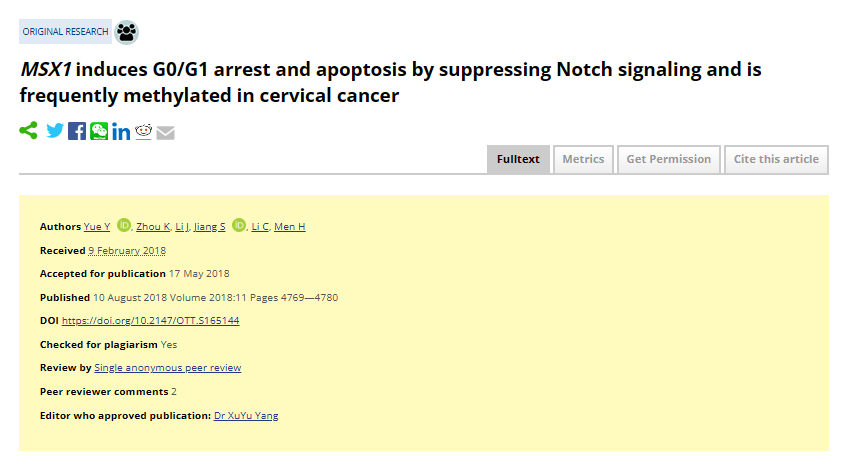 ORIGINAL RESEARCH
MSX1 induces G0/G1 arrest and apoptosis by suppressing Notch signaling and is
frequently methylated in cervical cancer
Fulltext Metrics Get Permission Cite this article
Authors Yue Y iD, Zhou K, Li J, Jiang S iD, Li C, Men H
Received 9 February 2018
Accepted for publication 17 May 2018
Published 10 August 2018 Volume 2018:11 Pages 4769—4780
DOI https://doi.org/10.2147/OTT.S165144
Checked for plagiarism Yes
Review by Single anonymous peer review
Peer reviewer comments 2
Editor who approved publication: Dr XuYu Yang